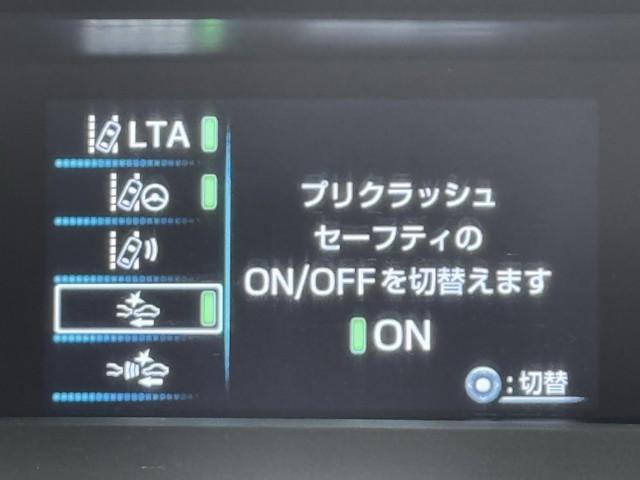 LTA
プリクラッシュ
セーフティの
ON/OFFを切替えます
ON
:切替